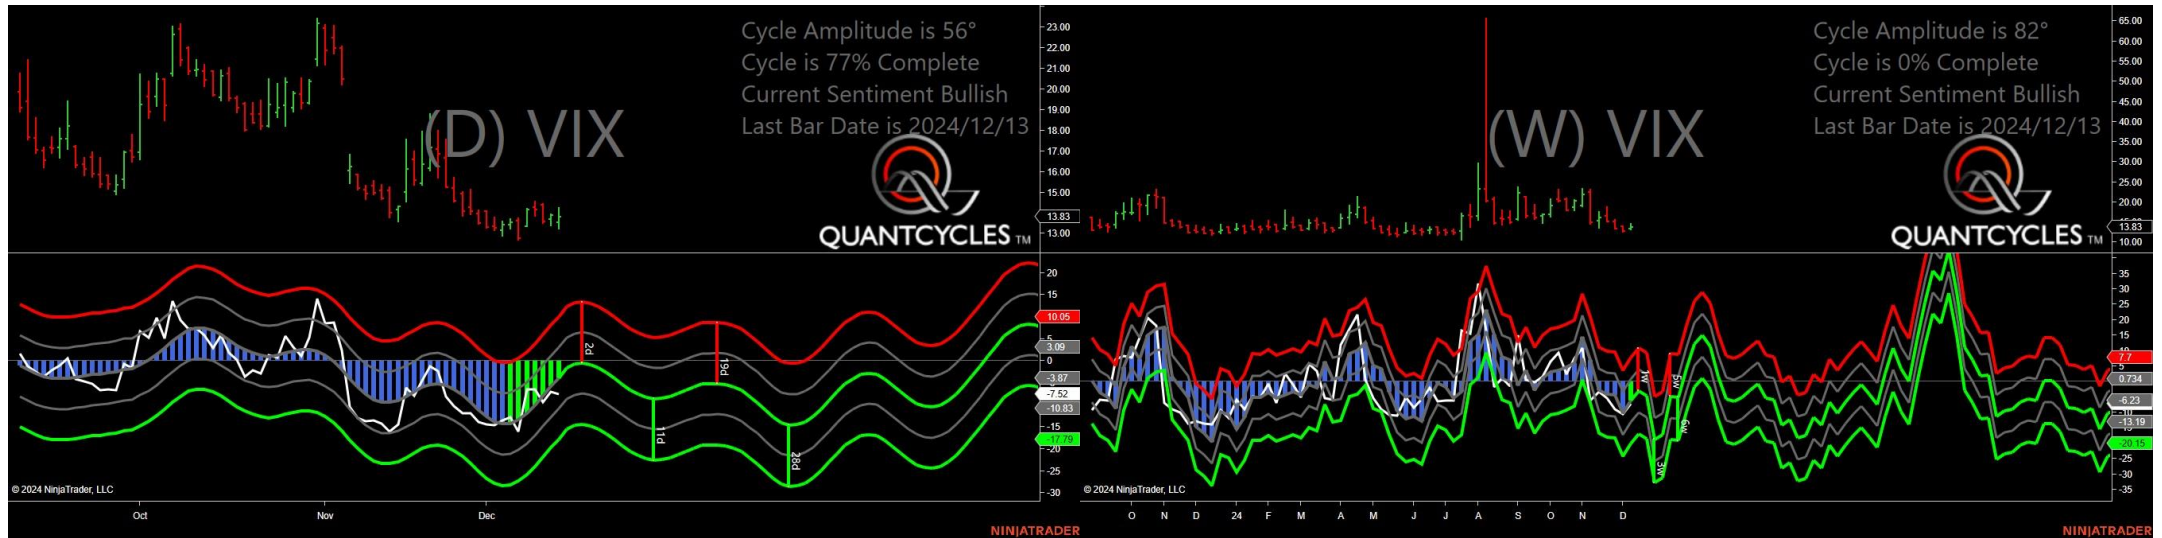 Cycle Amplitude is 56°
Cycle is 77% Complete
Current Sentiment Bullish
Last Bar Date is 2024/12/13
(D) VIX
QUANTCYCLES TM
23.00
22.00
21.00
20.00
19.00
18.00
17.00
16.00
15.00
13.83
13.00
20
15
10.05
5
3.09
0
-3.87
-7.52
-10.83
-15
-17.79
-20
-25
-30
2d
19d
11d
28d
© 2024 NinjaTrader, LLC
Oct
Nov
Dec
NINJATRADER
Cycle Amplitude is 82°
Cycle is 0% Complete
Current Sentiment Bullish
Last Bar Date is 2024/12/13
(W) VIX
QUANTCYCLES TM
65.00
60.00
55.00
50.00
45.00
40.00
35.00
30.00
25.00
20.00
13.83
10.00
35
30
25
20
15
10
7.7
5
0.734
-6.23
-13.19
-20.15
-25
-30
-35
3w
6w
© 2024 NinjaTrader, LLC
O N D 24 F M A M J J A S O N D
NINJATRADER